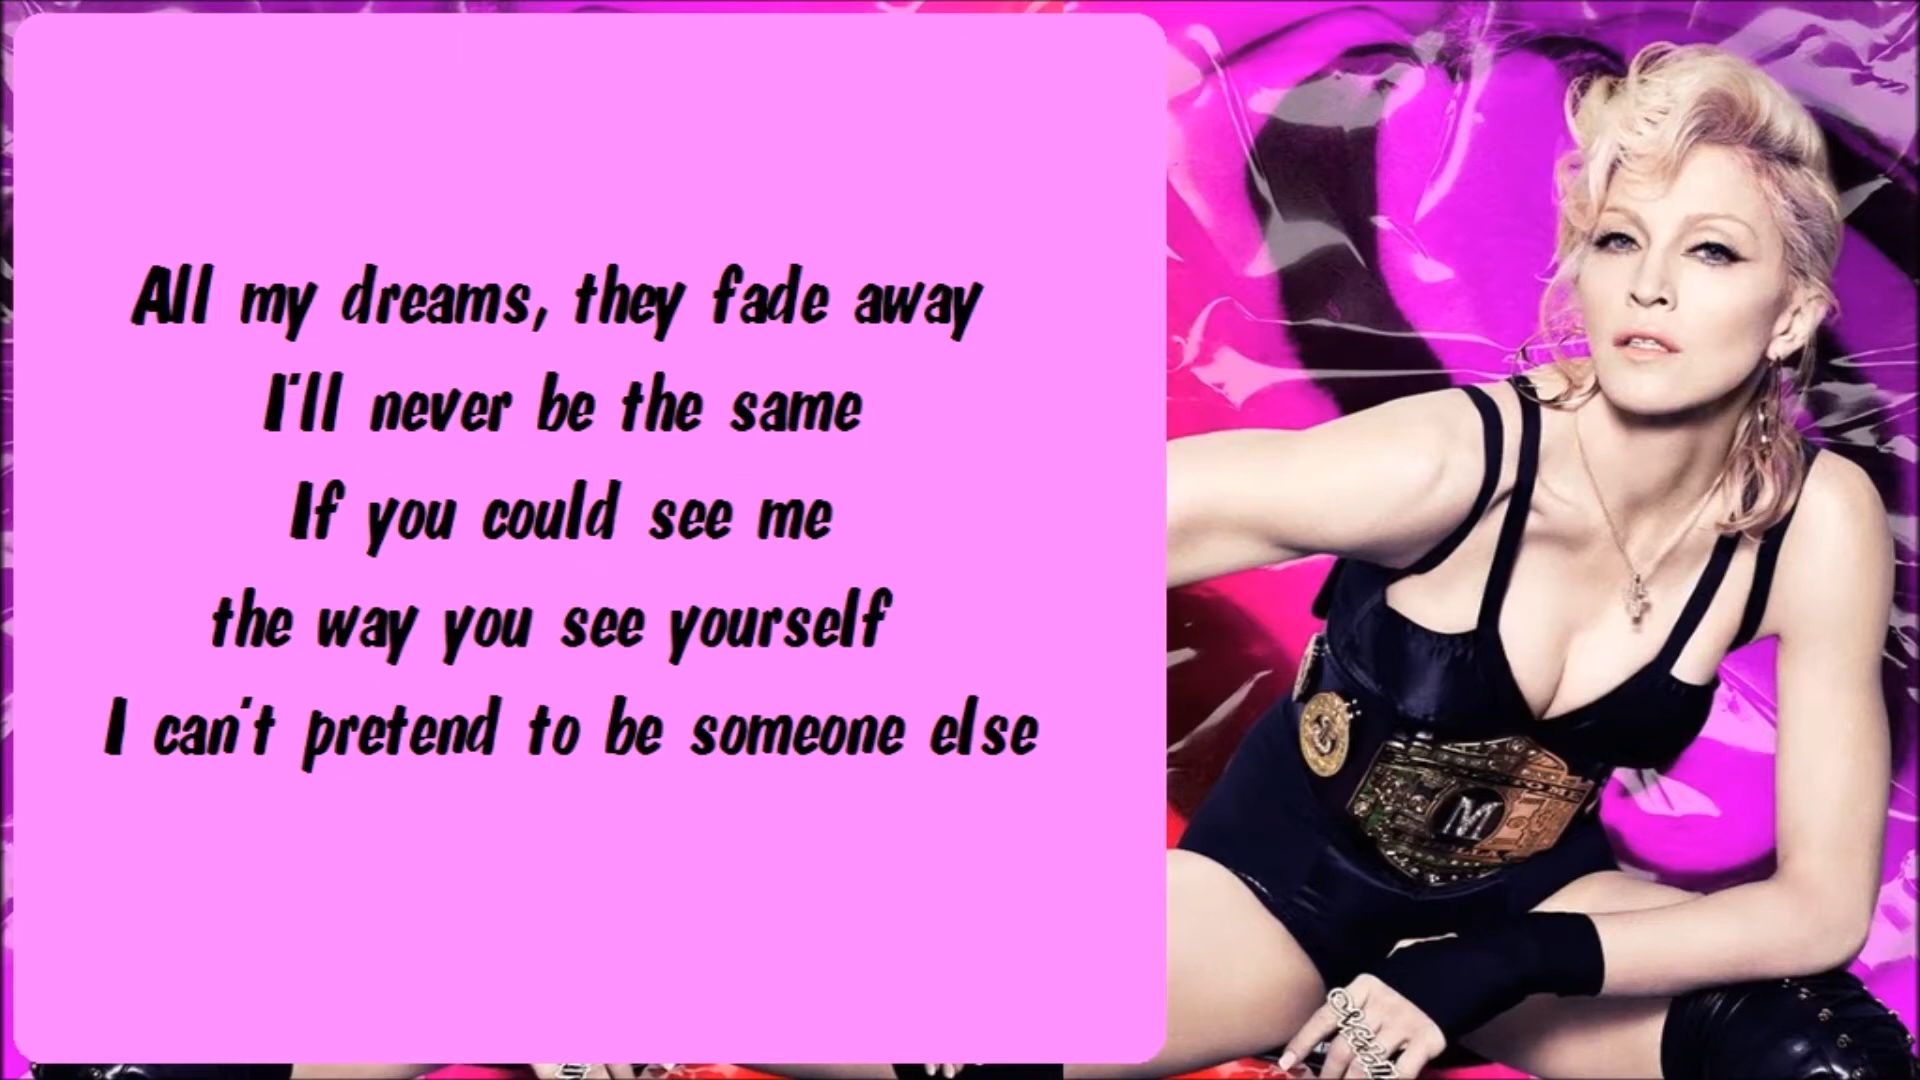 All my dreams, they fade away
I'll never be the same
If you could see me
the way you see yourself
I can't pretend to be someone else
M